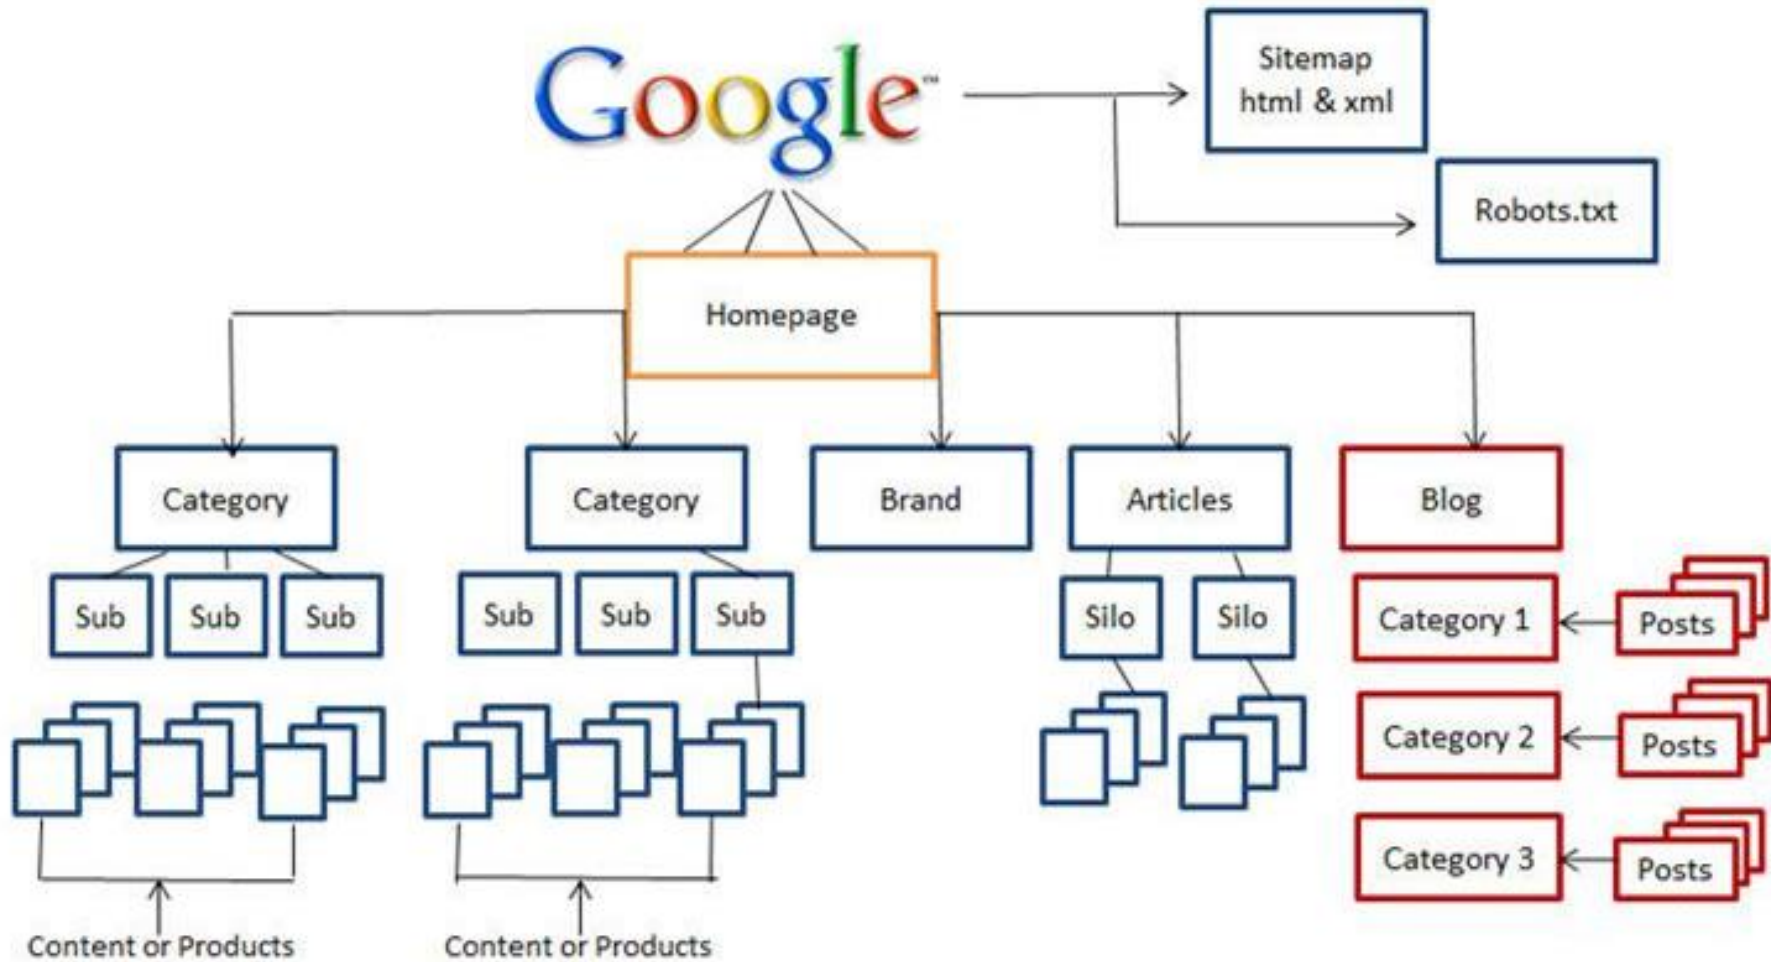 Google™
Sitemap
html & xml
Robots.txt
Homepage
Category
Category
Brand
Articles
Blog
Sub
Sub
Sub
Sub
Sub
Sub
Silo
Silo
Category 1
Posts
Category 2
Posts
Category 3
Posts
Content or Products
Content or Products